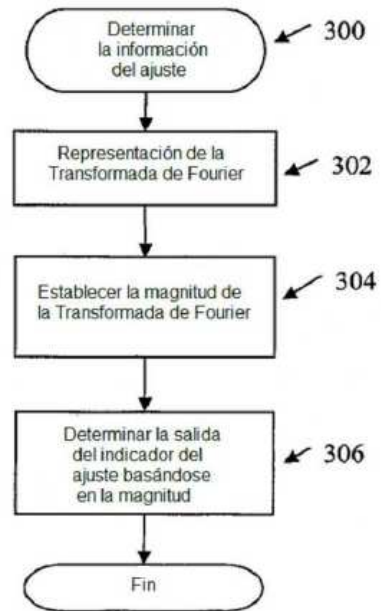 Determinar
la información
del ajuste
300
Representación de la
Transformada de Fourier
302
Establecer la magnitud de
la Transformada de Fourier
304
Determinar la salida
del indicador del
ajuste basándose
en la magnitud
306
Fin